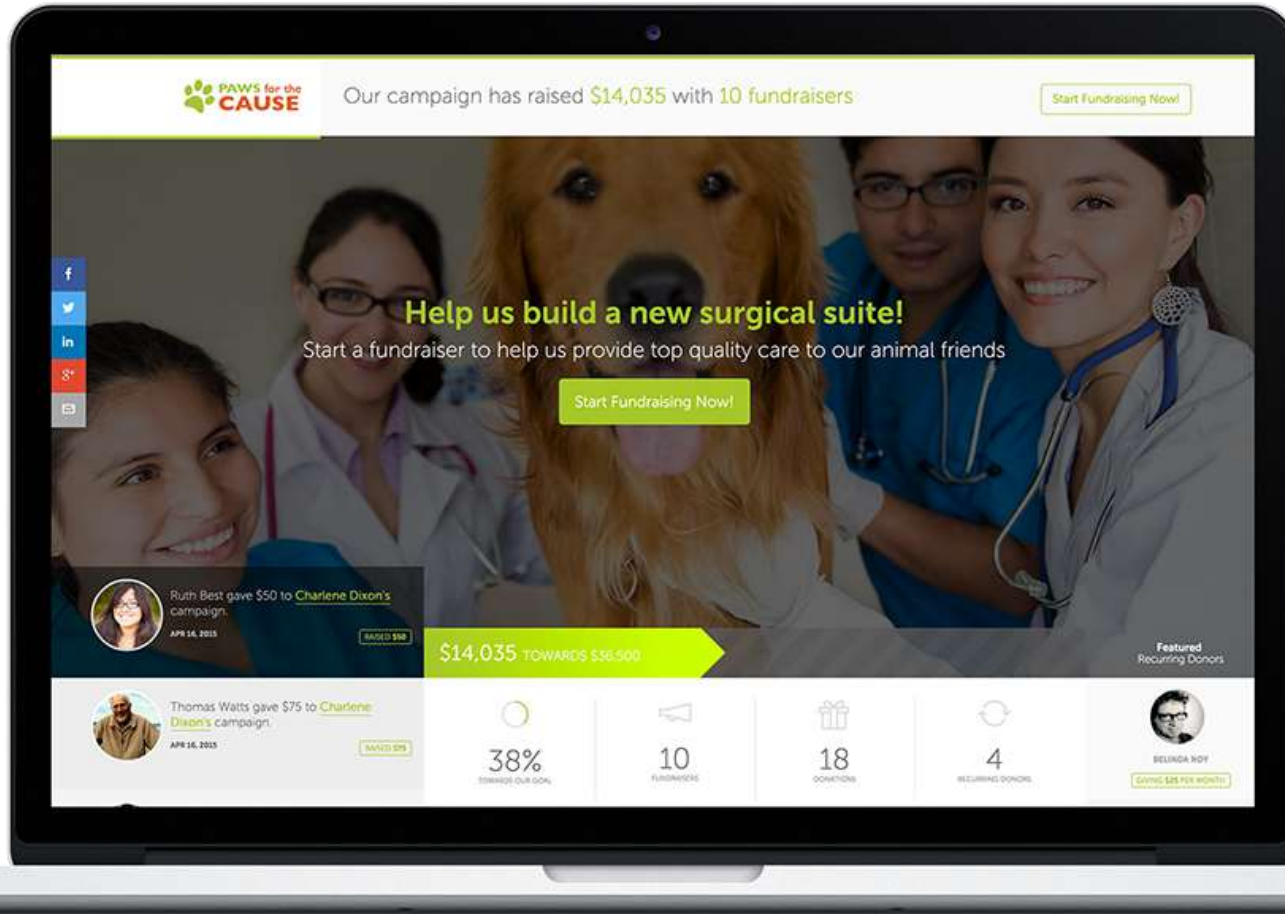 PAWS for the
CAUSE
Our campaign has raised $14,035 with 10 fundraisers
Start Fundraising Now!
f
in
g+
Help us build a new surgical suite!
Start a fundraiser to help us provide top quality care to our animal friends
Start Fundraising Now!
Ruth Best gave $50 to Charlene Dixon's
campaign.
APR 16, 2015
RAISED $50
$14,035 TOWARDS $36,500
Featured
Recurring Donors
Thomas Watts gave $75 to Charlene
Dixon's campaign.
APR 16, 2015
RAISED $75
38%
TOWARDS OUR GOAL
10
FUNDRAISERS
18
DONATIONS
4
RECURRING DONORS
BELINDA ROY
GIVING $25 PER MONTH